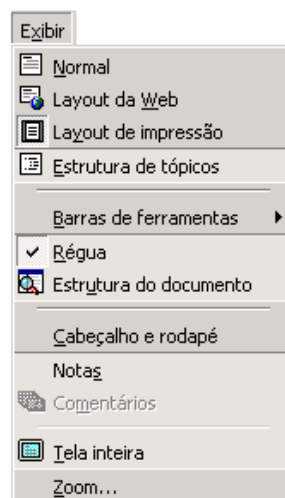 Exibir
Normal
Layout da Web
Layout de impressão
Estrutura de tópicos
Barras de ferramentas
Régua
Estrutura do documento
Cabeçalho e rodapé
Notas
Comentários
Tela inteira
Zoom...